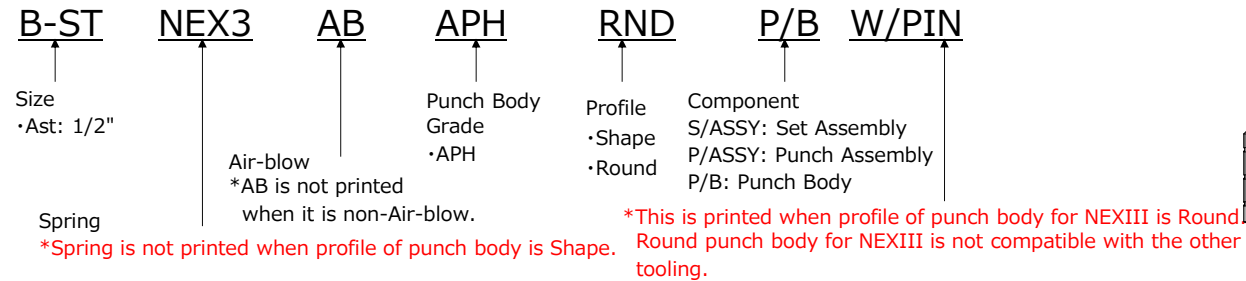 B-ST NEX3 AB APH RND P/B W/PIN
Size
・Ast: 1/2"
Spring
*Spring is not printed when profile of punch body is Shape.
Air-blow
*AB is not printed
when it is non-Air-blow.
Punch Body
Grade
・APH
Profile
・Shape
・Round
Component
S/ASSY: Set Assembly
P/ASSY: Punch Assembly
P/B: Punch Body
*This is printed when profile of punch body for NEXIII is Round
Round punch body for NEXIII is not compatible with the other
tooling.